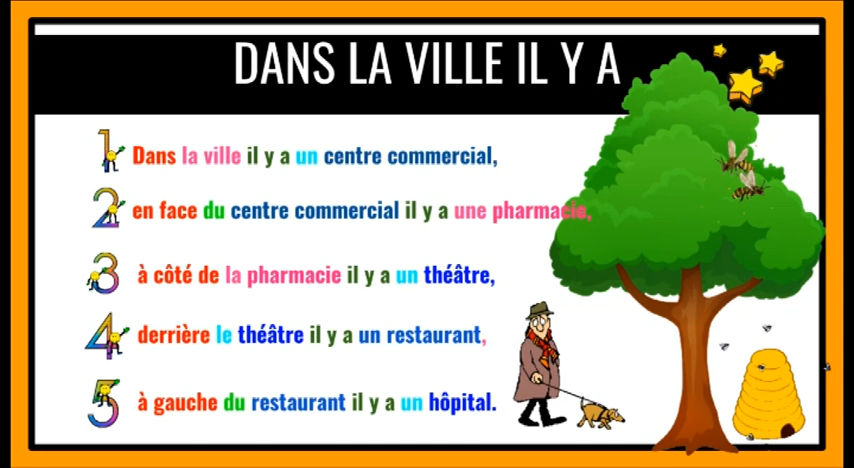 DANS LA VILLE IL Y A
1 Dans la ville il y a un centre commercial,
2 en face du centre commercial il y a une pharmacie,
3 à côté de la pharmacie il y a un théâtre,
4 derrière le théâtre il y a un restaurant,
5 à gauche du restaurant il y a un hôpital.